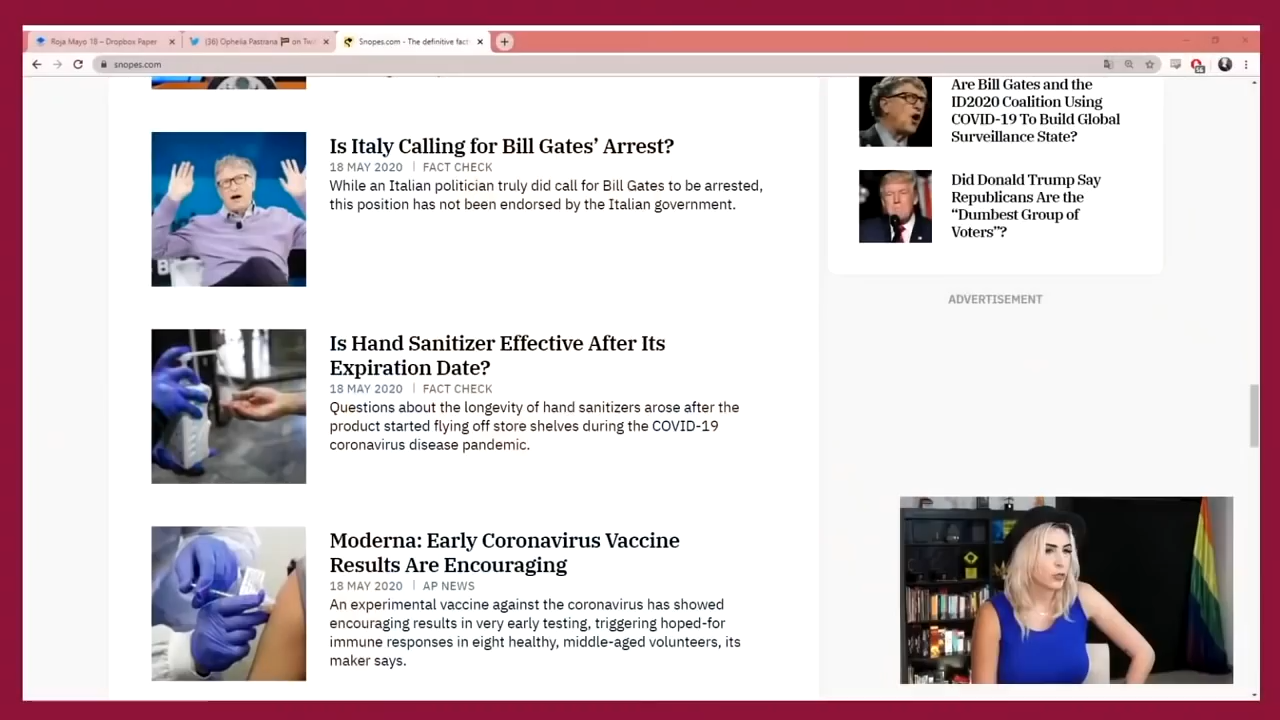 Roja Mayo 18 – Dropbox Paper
(36) Ophelia Pastrana
on Twi
Snopes.com - The definitive fact
snopes.com
Is Italy Calling for Bill Gates’ Arrest?
18 MAY 2020 | FACT CHECK
While an Italian politician truly did call for Bill Gates to be arrested,
this position has not been endorsed by the Italian government.
Is Hand Sanitizer Effective After Its
Expiration Date?
18 MAY 2020 | FACT CHECK
Questions about the longevity of hand sanitizers arose after the
product started flying off store shelves during the COVID-19
coronavirus disease pandemic.
Moderna: Early Coronavirus Vaccine
Results Are Encouraging
18 MAY 2020 | AP NEWS
An experimental vaccine against the coronavirus has showed
encouraging results in very early testing, triggering hoped-for
immune responses in eight healthy, middle-aged volunteers, its
maker says.
Are Bill Gates and the
ID2020 Coalition Using
COVID-19 To Build Global
Surveillance State?
Did Donald Trump Say
Republicans Are the
“Dumbest Group of
Voters”?
ADVERTISEMENT